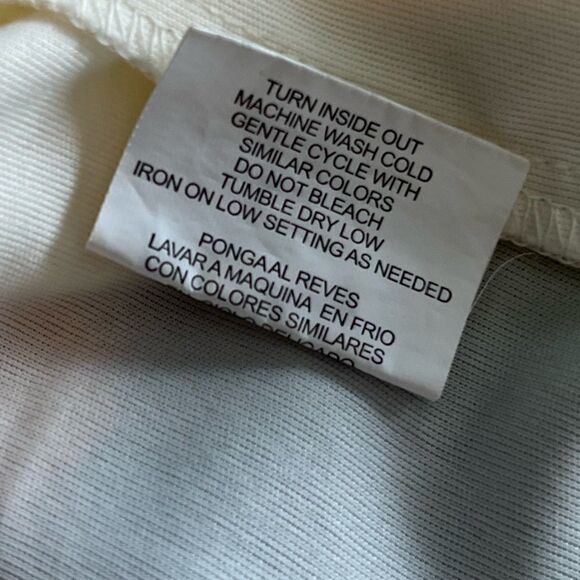 TURN INSIDE OUT
MACHINE WASH COLD
GENTLE CYCLE WITH
SIMILAR COLORS
DO NOT BLEACH
TUMBLE DRY LOW
IRON ON LOW SETTING AS NEEDED
PONGA AL REVES
LAVAR A MAQUINA EN FRIO
CON COLORES SIMILARES